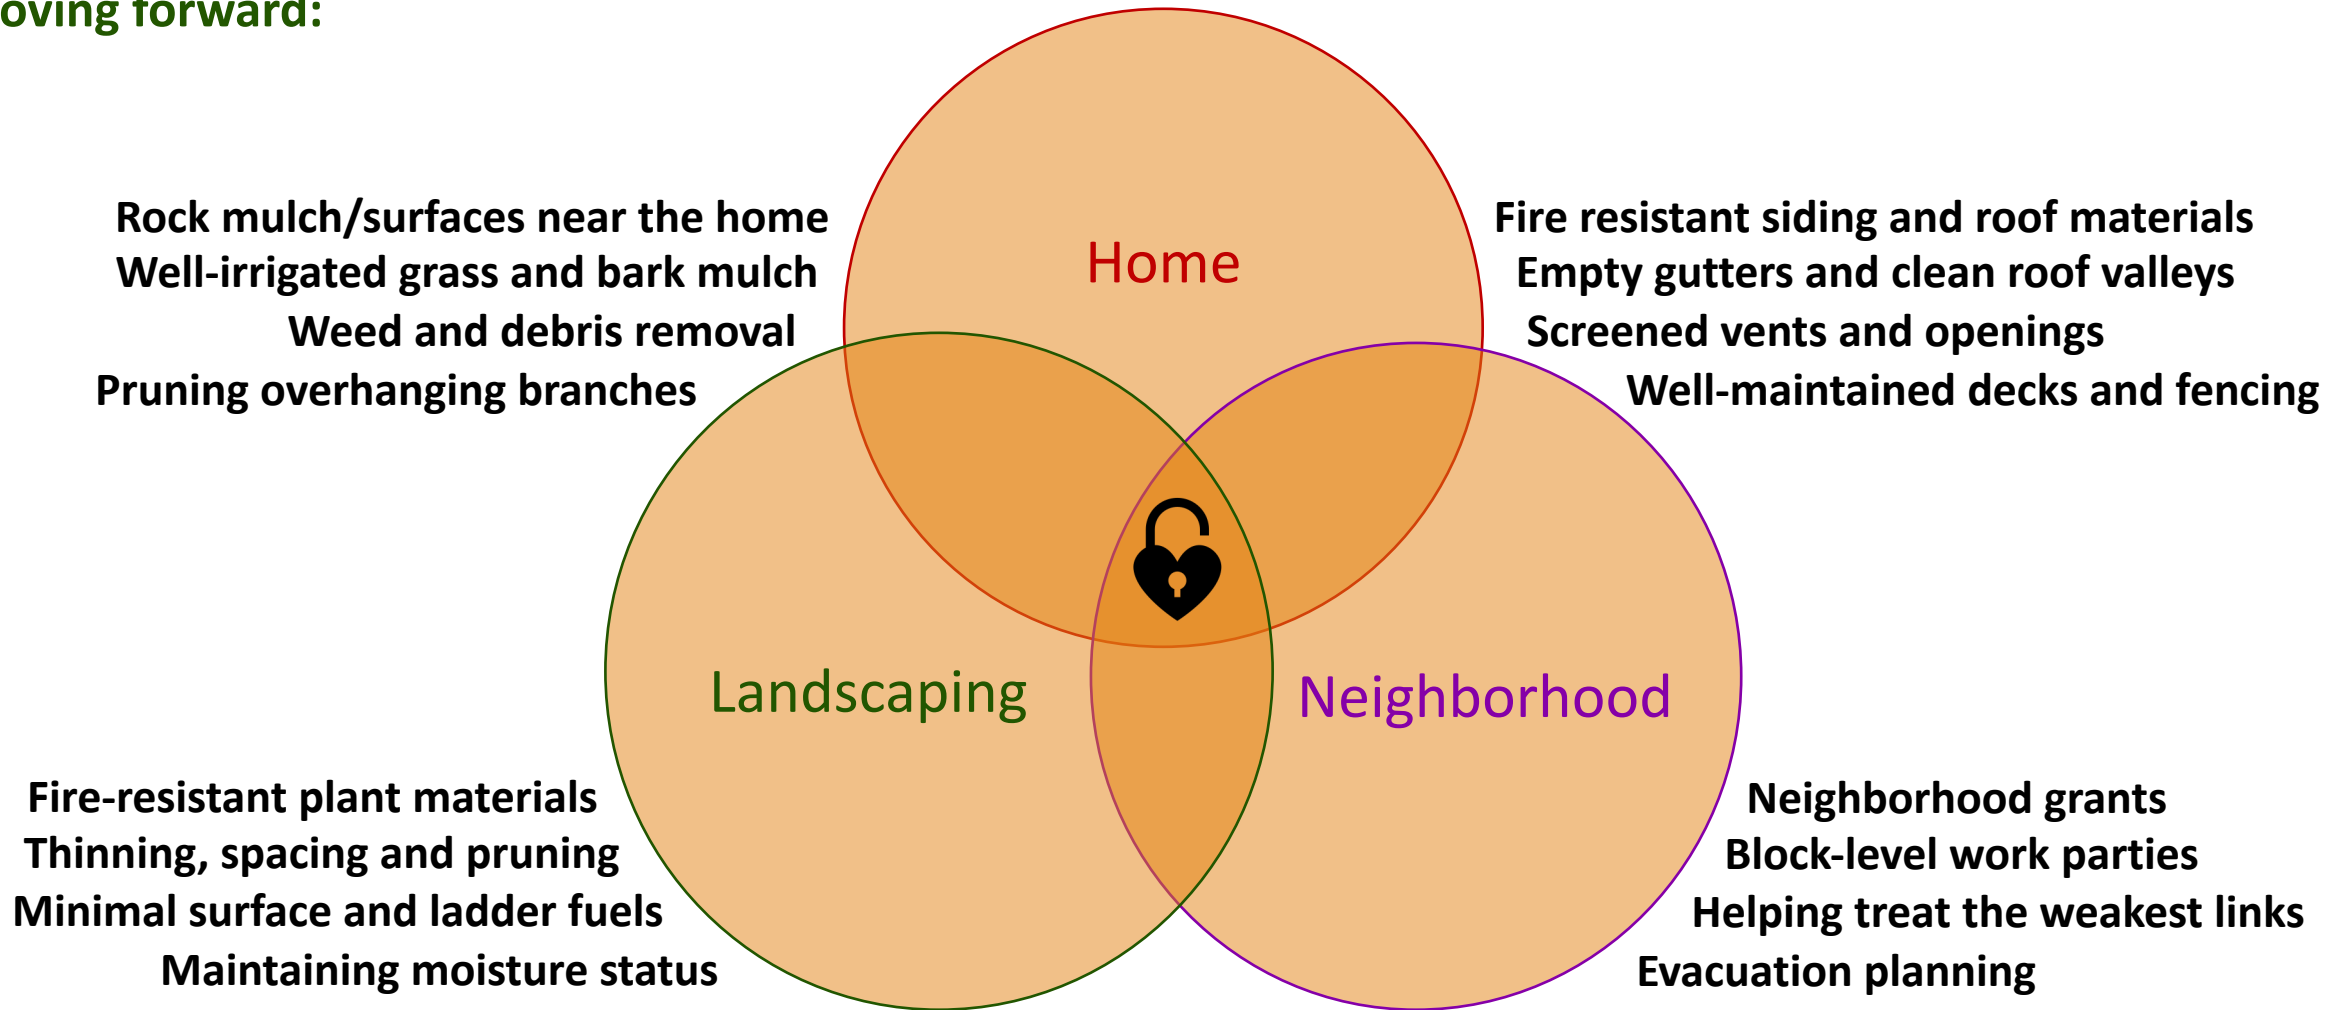 oving forward:
Home
Rock mulch/surfaces near the home
Well-irrigated grass and bark mulch
Weed and debris removal
Pruning overhanging branches
Fire resistant siding and roof materials
Empty gutters and clean roof valleys
Screened vents and openings
Well-maintained decks and fencing
Landscaping
Neighborhood
Fire-resistant plant materials
Thinning, spacing and pruning
Minimal surface and ladder fuels
Maintaining moisture status
Neighborhood grants
Block-level work parties
Helping treat the weakest links
Evacuation planning